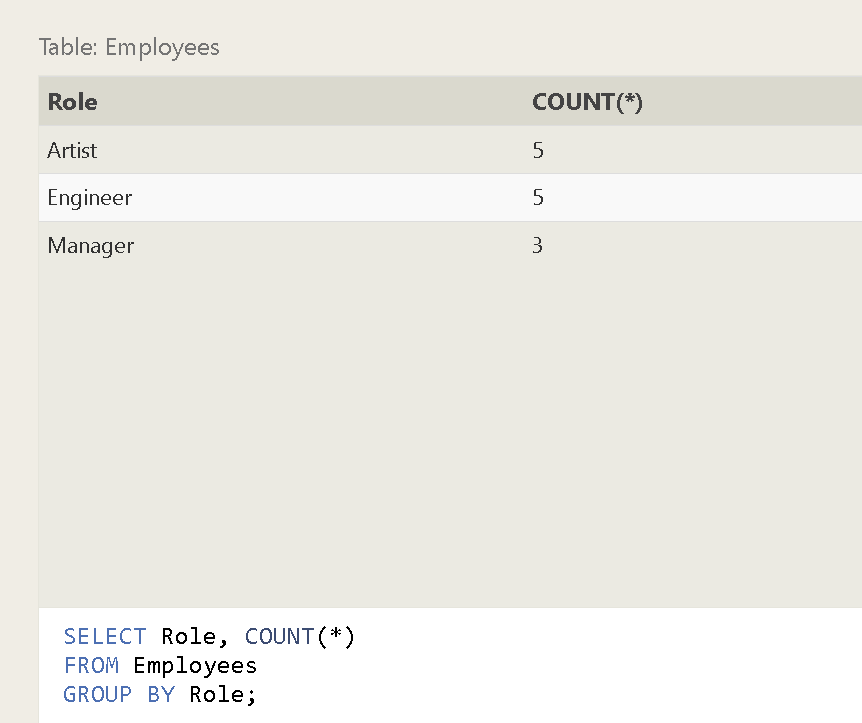 Table: Employees
Role COUNT(*)
Artist 5
Engineer 5
Manager 3
SELECT Role, COUNT(*)
FROM Employees
GROUP BY Role;